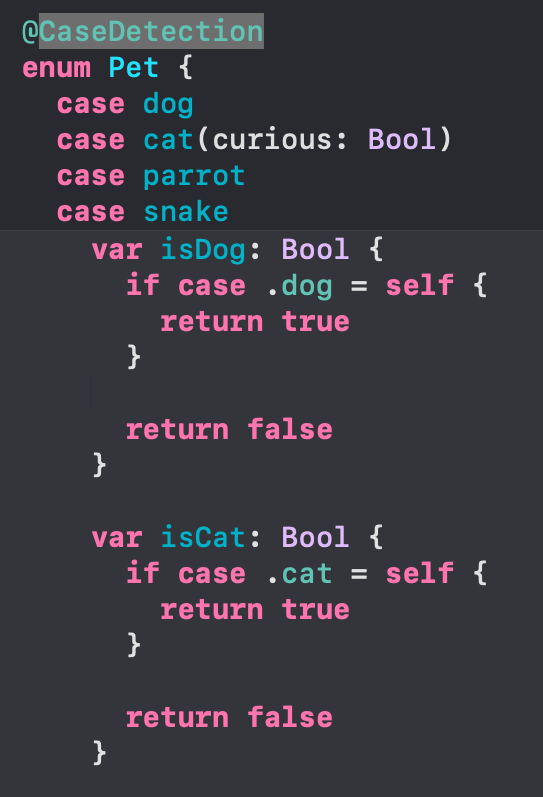 @CaseDetection
enum Pet {
  case dog
  case cat(curious: Bool)
  case parrot
  case snake
    var isDog: Bool {
      if case .dog = self {
        return true
      }

      return false
    }

    var isCat: Bool {
      if case .cat = self {
        return true
      }

      return false
    }